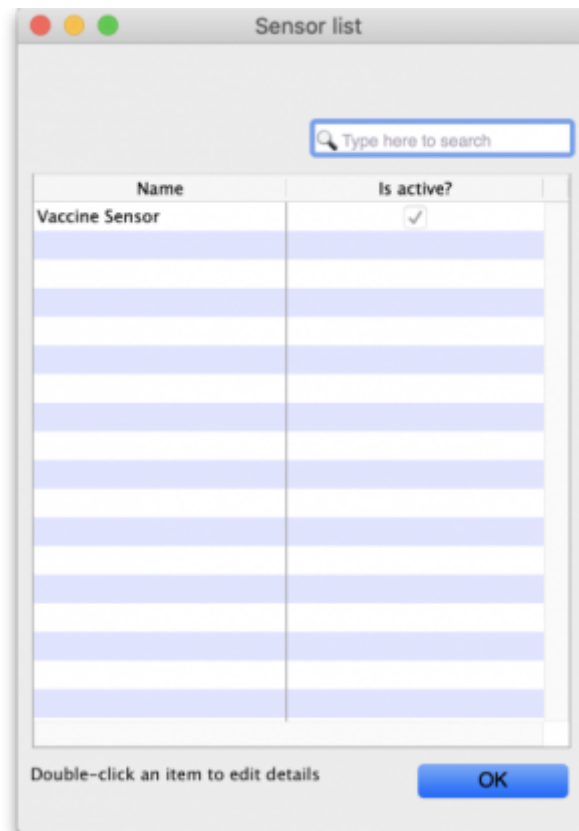 Sensor list
Type here to search
Name Is active?
Vaccine Sensor
Double-click an item to edit details
OK